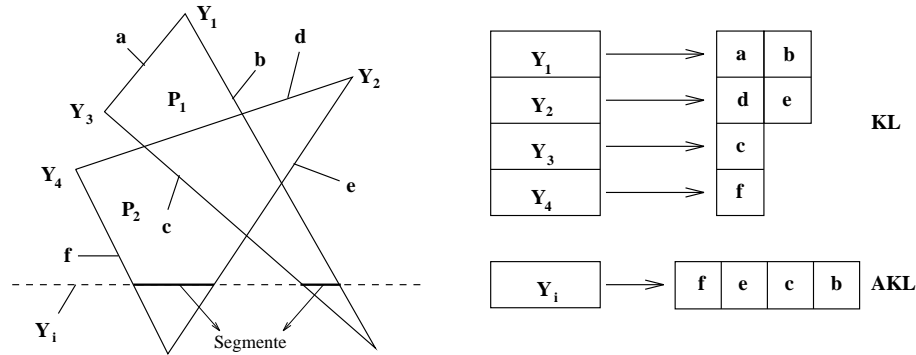 Y1
a
d
b
Y2
P1
Y3
Y4
e
P2
c
f
Yi
Segmente
Y1 a b
Y2 d e
KL
Y3 c
Y4 f
Yi f e c b AKL